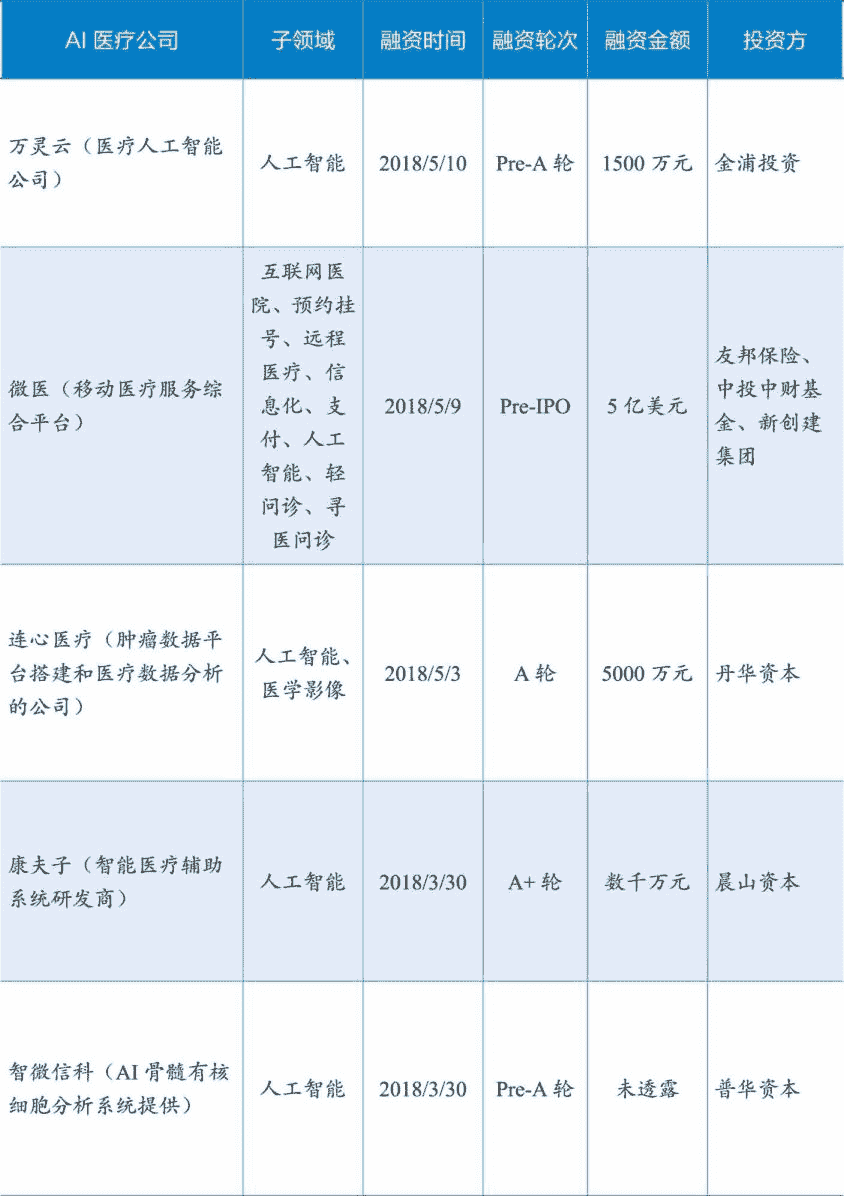 AI 医疗公司
子领域
融资时间
融资轮次
融资金额
投资方
万灵云（医疗人工智能
公司）
人工智能
2018/5/10
Pre-A 轮
1500 万元
金浦投资
微医（移动医疗服务综
合平台）
互联网医
院、预约挂
号、远程
医疗、信
息化、支
付、人工
智能、轻
问诊、寻
医问诊
2018/5/9
Pre-IPO
5 亿美元
友邦保险、
中投中财基
金、新创建
集团
连心医疗（肿瘤数据平
台搭建和医疗数据分析
的公司）
人工智能、
医学影像
2018/5/3
A 轮
5000 万元
丹华资本
康夫子（智能医疗辅助
系统研发商）
人工智能
2018/3/30
A+ 轮
数千万元
晨山资本
智微信科（AI 骨髓有核
细胞分析系统提供）
人工智能
2018/3/30
Pre-A 轮
未透露
普华资本